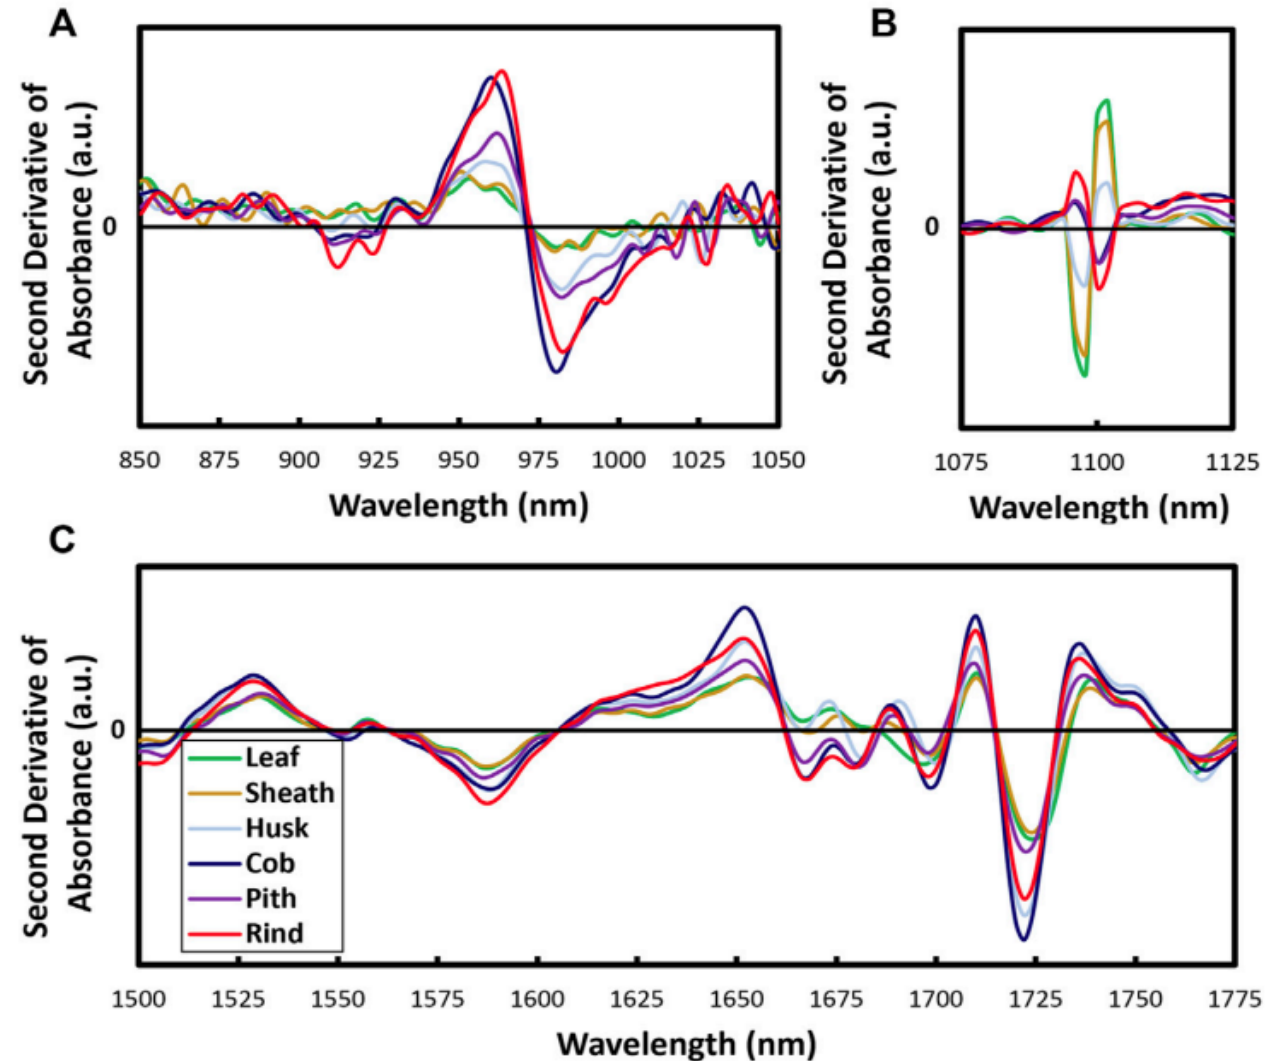 A
Second Derivative of
Absorbance (a.u.)
0
850 875 900 925 950 975 1000 1025 1050
Wavelength (nm)
B
Second Derivative of
Absorbance (a.u.)
0
1075 1100 1125
Wavelength (nm)
C
Second Derivative of
Absorbance (a.u.)
0
Leaf
Sheath
Husk
Cob
Pith
Rind
1500 1525 1550 1575 1600 1625 1650 1675 1700 1725 1750 1775
Wavelength (nm)